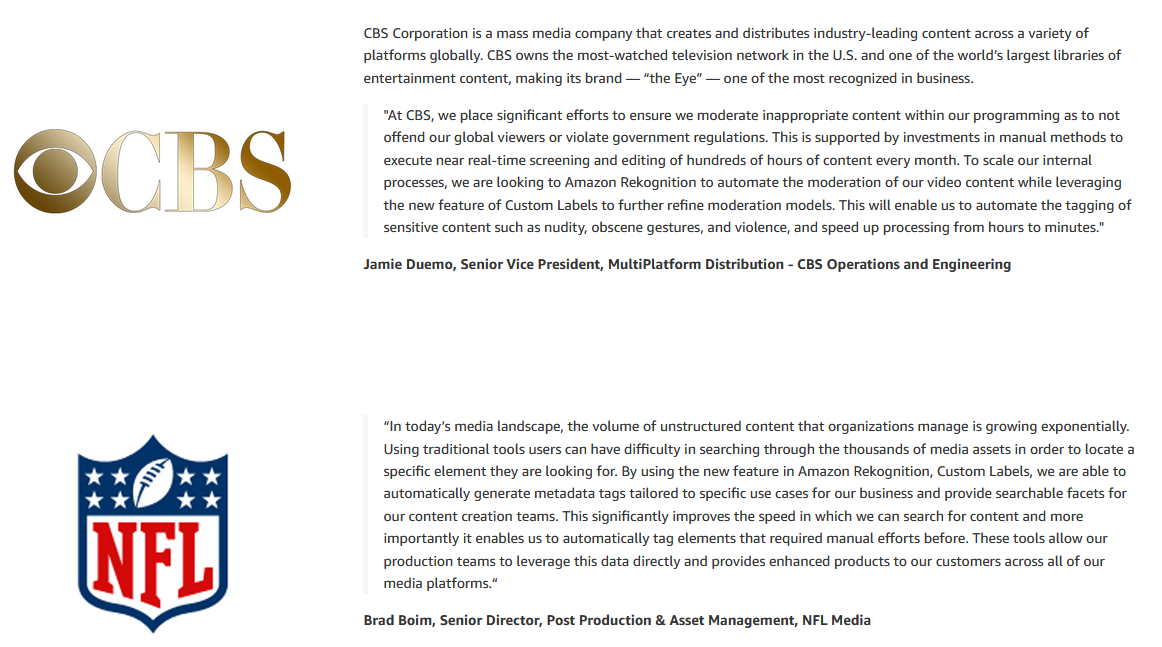 CBS Corporation is a mass media company that creates and distributes industry-leading content across a variety of
platforms globally. CBS owns the most-watched television network in the U.S. and one of the world's largest libraries of
entertainment content, making its brand — “the Eye” — one of the most recognized in business.
CBS
"At CBS, we place significant efforts to ensure we moderate inappropriate content within our programming as to not
offend our global viewers or violate government regulations. This is supported by investments in manual methods to
execute near real-time screening and editing of hundreds of hours of content every month. To scale our internal
processes, we are looking to Amazon Rekognition to automate the moderation of our video content while leveraging
the new feature of Custom Labels to further refine moderation models. This will enable us to automate the tagging of
sensitive content such as nudity, obscene gestures, and violence, and speed up processing from hours to minutes."
Jamie Duemo, Senior Vice President, MultiPlatform Distribution - CBS Operations and Engineering
“In today’s media landscape, the volume of unstructured content that organizations manage is growing exponentially.
Using traditional tools users can have difficulty in searching through the thousands of media assets in order to locate a
specific element they are looking for. By using the new feature in Amazon Rekognition, Custom Labels, we are able to
automatically generate metadata tags tailored to specific use cases for our business and provide searchable facets for
our content creation teams. This significantly improves the speed in which we can search for content and more
importantly it enables us to automatically tag elements that required manual efforts before. These tools allow our
production teams to leverage this data directly and provides enhanced products to our customers across all of our
media platforms.“
NFL
Brad Boim, Senior Director, Post Production & Asset Management, NFL Media